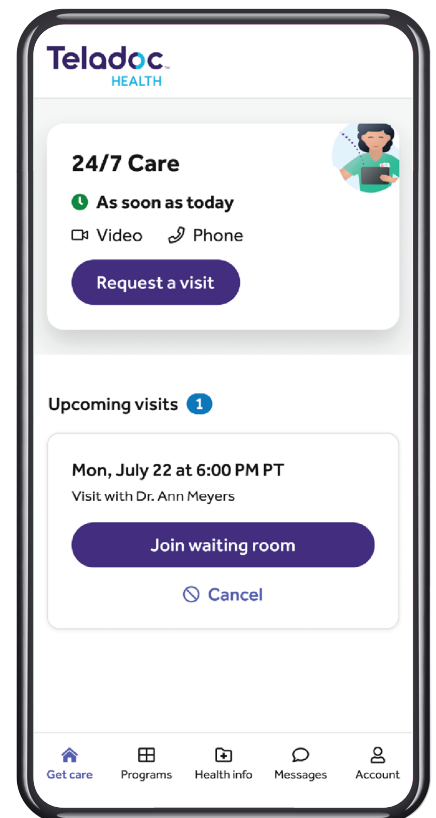 Teladoc™
HEALTH
24/7 Care
As soon as today
Video Phone
Request a visit
Upcoming visits 1
Mon, July 22 at 6:00 PM PT
Visit with Dr. Ann Meyers
Join waiting room
Cancel
Get care Programs Health info Messages Account